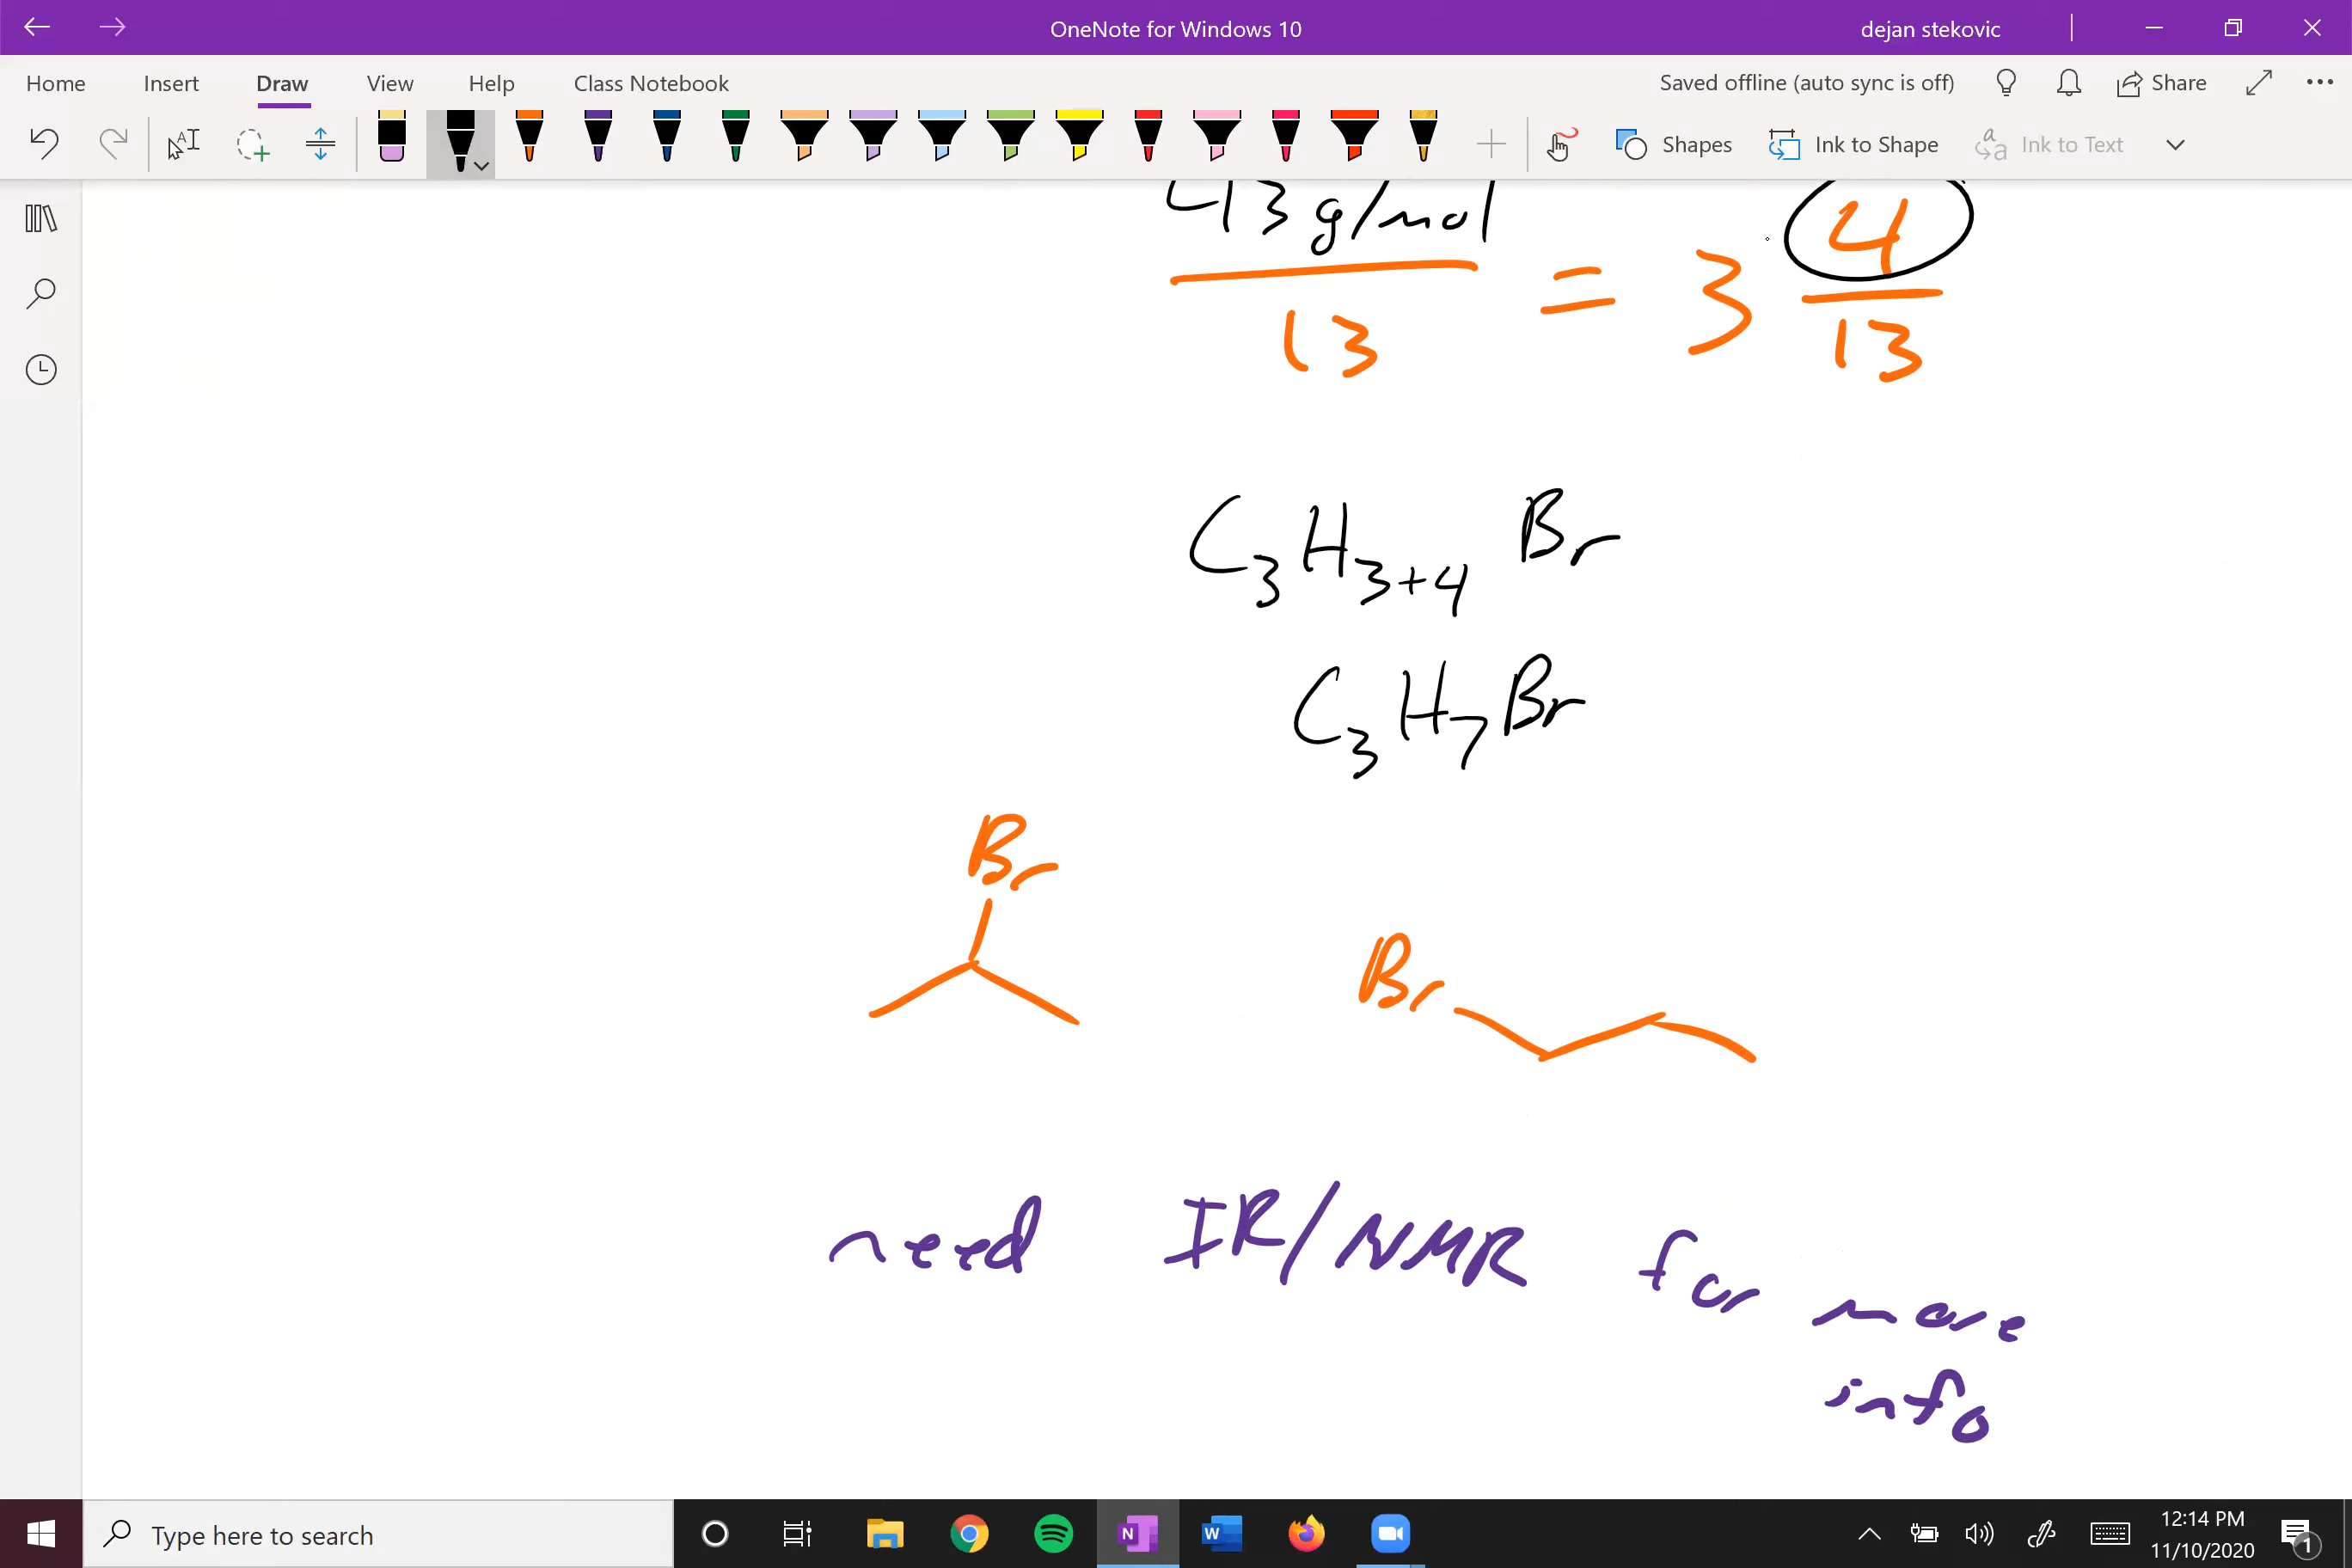 OneNote for Windows 10
dejan stekovic
Home Insert Draw View Help Class Notebook
Saved offline (auto sync is off) Share
Shapes Ink to Shape Ink to Text
43 g/mol
13
= 3
4
13
C3H3+4 Br
C3H7Br
Br
Br
need IR/NMR for more
info
Type here to search
12:14 PM
11/10/2020
1